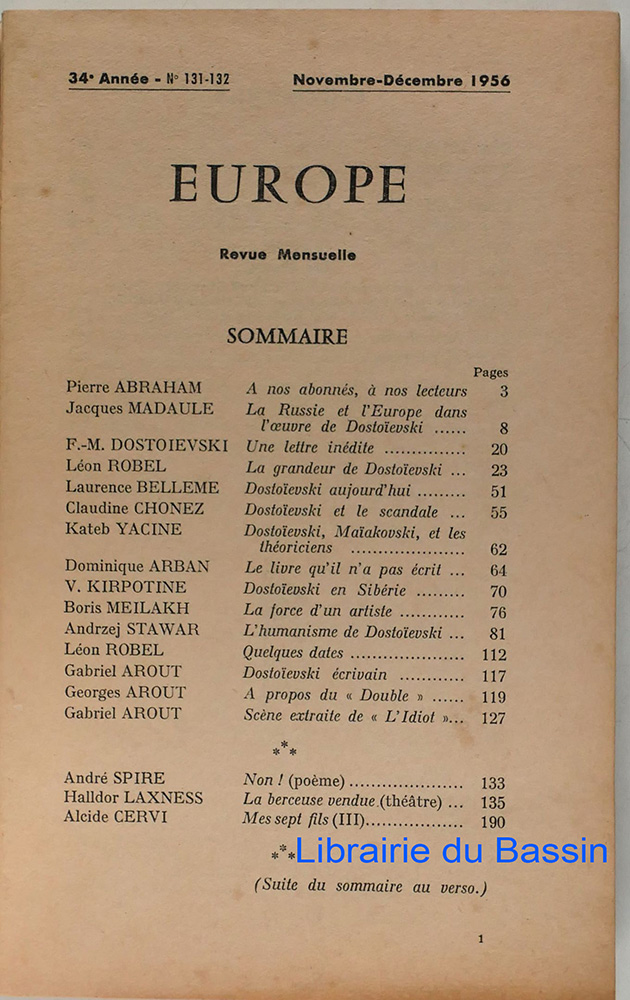 34e Année - N° 131-132 Novembre-Décembre 1956
EUROPE
Revue Mensuelle
SOMMAIRE
Pages
Pierre ABRAHAM A nos abonnés, à nos lecteurs 3
Jacques MADAULE La Russie et l'Europe dans
l'œuvre de Dostoïevski ...... 8
F.-M. DOSTOIEVSKI Une lettre inédite ............... 20
Léon ROBEL La grandeur de Dostoïevski ... 23
Laurence BELLEME Dostoïevski aujourd'hui ......... 51
Claudine CHONEZ Dostoïevski et le scandale ... 55
Kateb YACINE Dostoïevski, Maïakovski, et les
théoriciens ..................... 62
Dominique ARBAN Le livre qu'il n'a pas écrit ... 64
V. KIRPOTINE Dostoïevski en Sibérie ......... 70
Boris MEILAKH La force d'un artiste ............ 76
Andrzej STAWAR L'humanisme de Dostoïevski ... 81
Léon ROBEL Quelques dates ..................... 112
Gabriel AROUT Dostoïevski écrivain ............ 117
Georges AROUT A propos du « Double » ...... 119
Gabriel AROUT Scène extraite de « L'Idiot »... 127
***
André SPIRE Non ! (poème) ..................... 133
Halldor LAXNESS La berceuse vendue (théâtre) ... 135
Alcide CERVI Mes sept fils (III).................. 190
***
Librairie du Bassin
(Suite du sommaire au verso.)
1